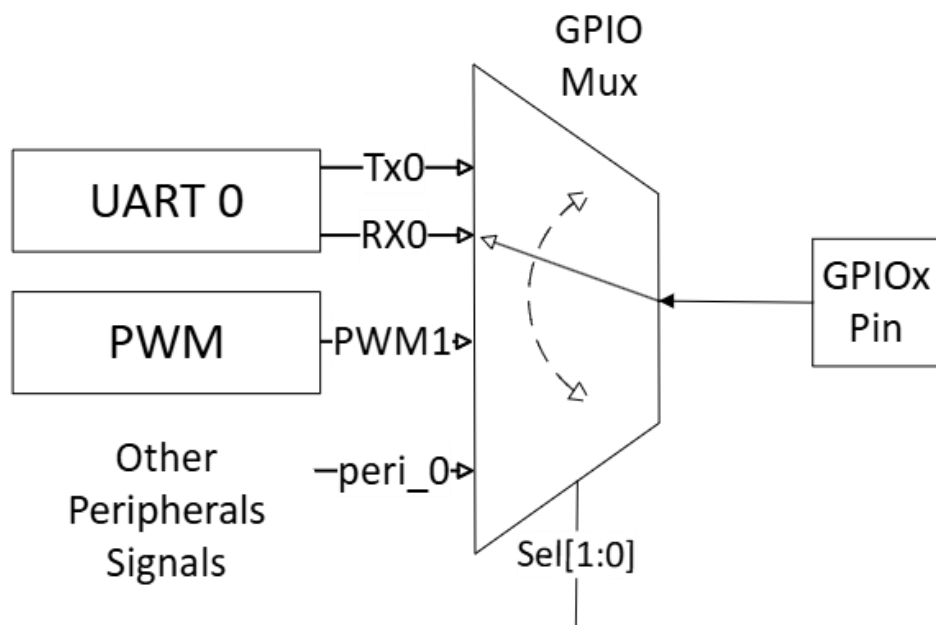 GPIO
Mux
UART 0
Tx0
RX0
GPIOx
Pin
PWM
PWM1
Other
Peripherals
Signals
peri_0
Sel[1:0]